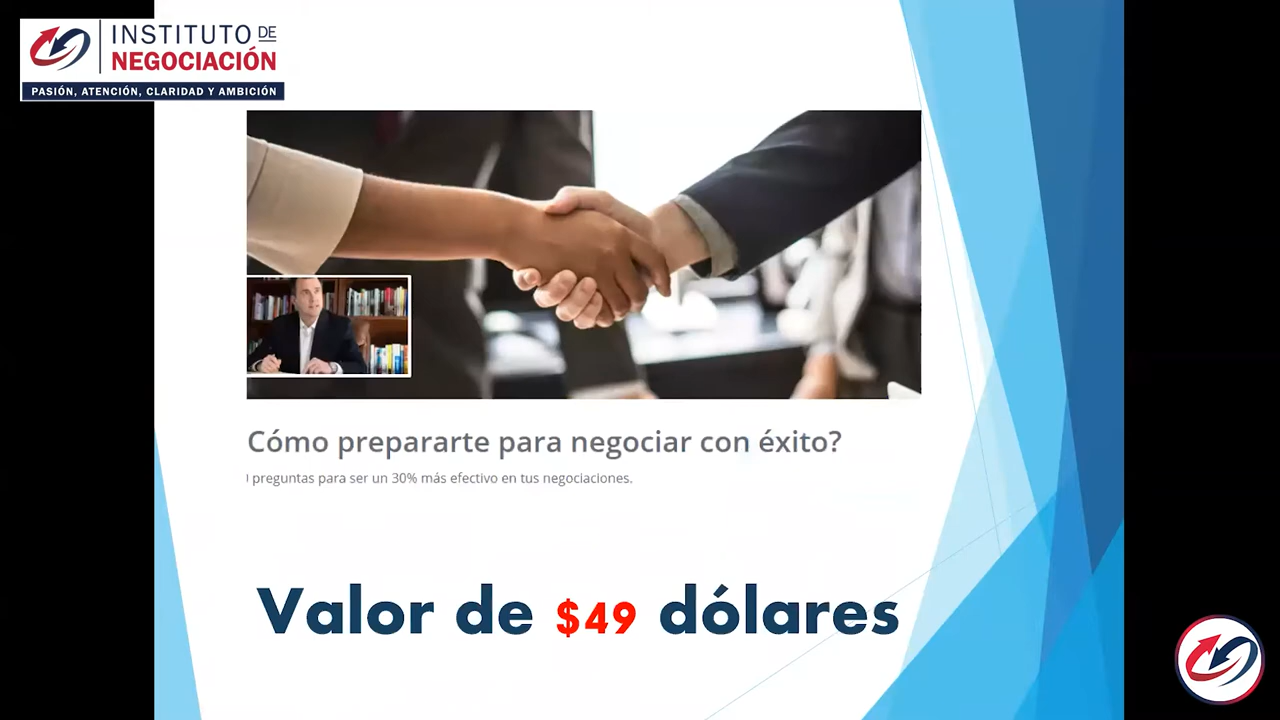 INSTITUTO DE
NEGOCIACIÓN
PASIÓN, ATENCIÓN, CLARIDAD Y AMBICIÓN
Cómo prepararte para negociar con éxito?
preguntas para ser un 30% más efectivo en tus negociaciones.
Valor de $49 dólares